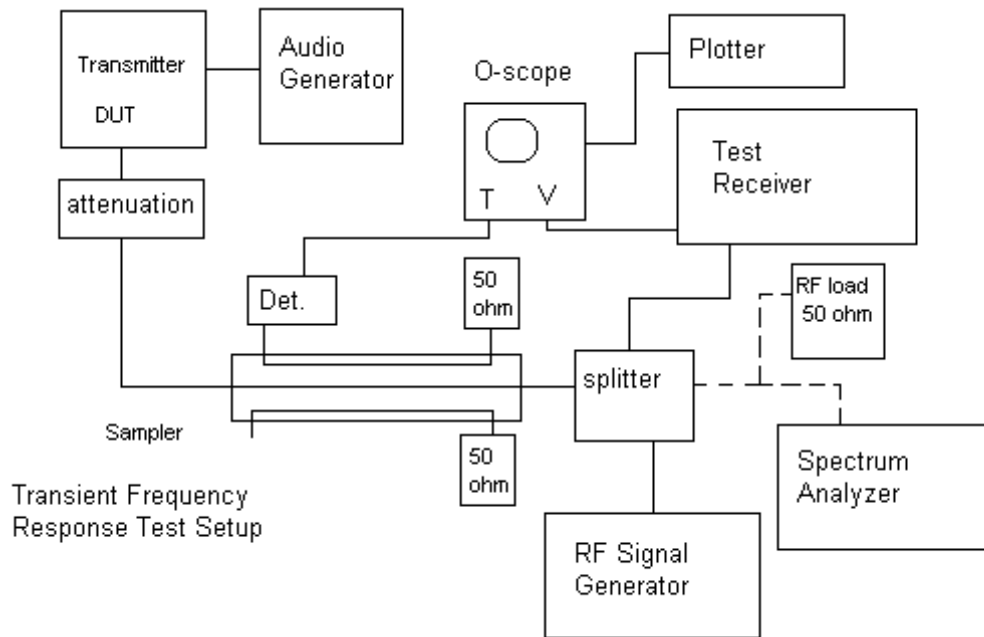 Transmitter
DUT
Audio
Generator
O-scope
Plotter
T V
Test
Receiver
attenuation
Det.
50
ohm
RF load
50 ohm
splitter
Sampler
50
ohm
Spectrum
Analyzer
Transient Frequency
Response Test Setup
RF Signal
Generator